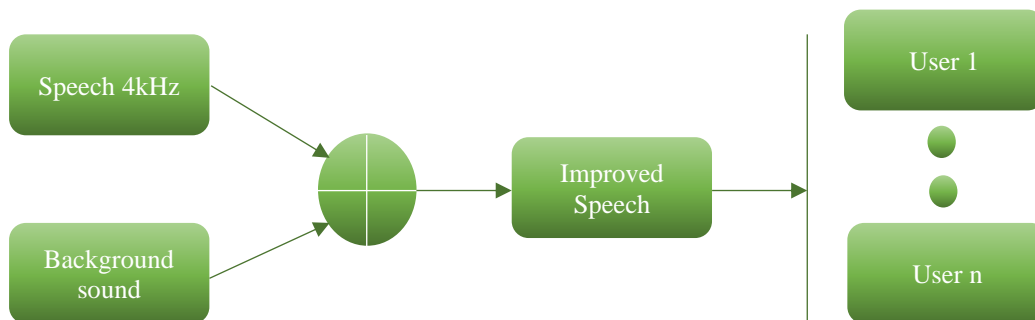 Speech 4kHz
Background
sound
Improved
Speech
User 1
User n